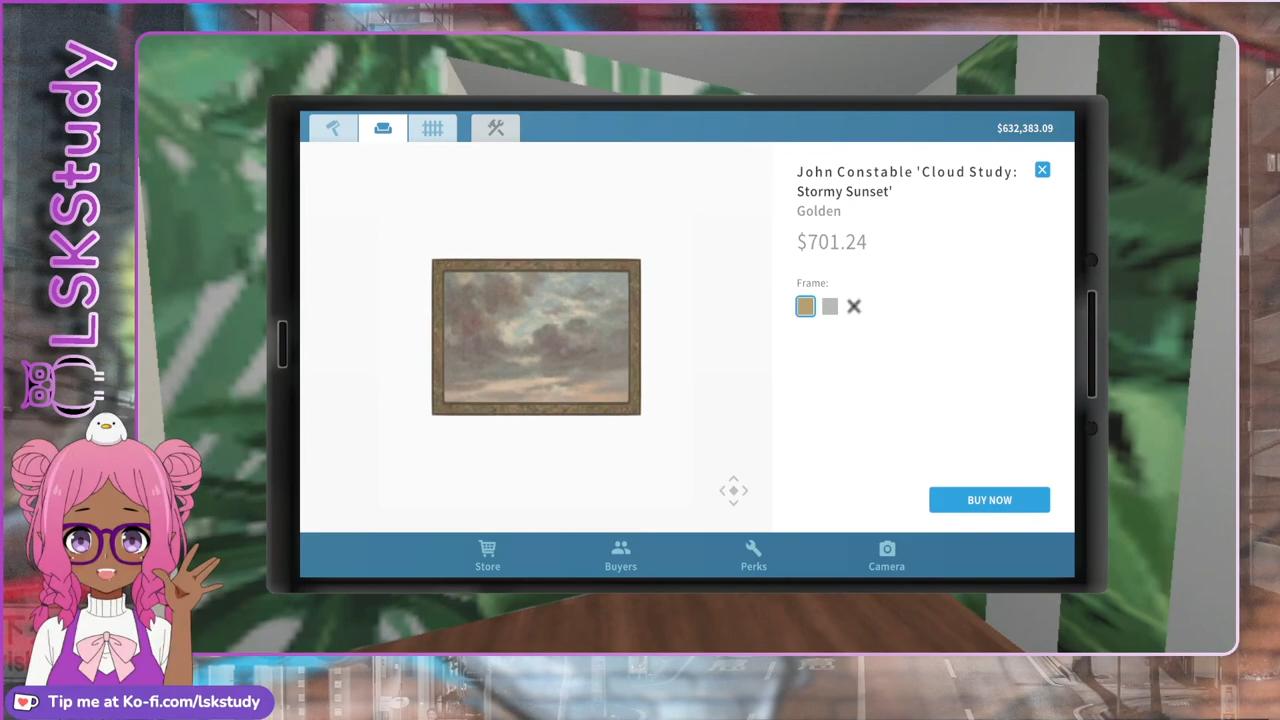 LSKStudy
$632,383.09
John Constable 'Cloud Study:
Stormy Sunset'
Golden
$701.24
Frame:
BUY NOW
Store
Buyers
Perks
Camera
Tip me at Ko-fi.com/lskstudy